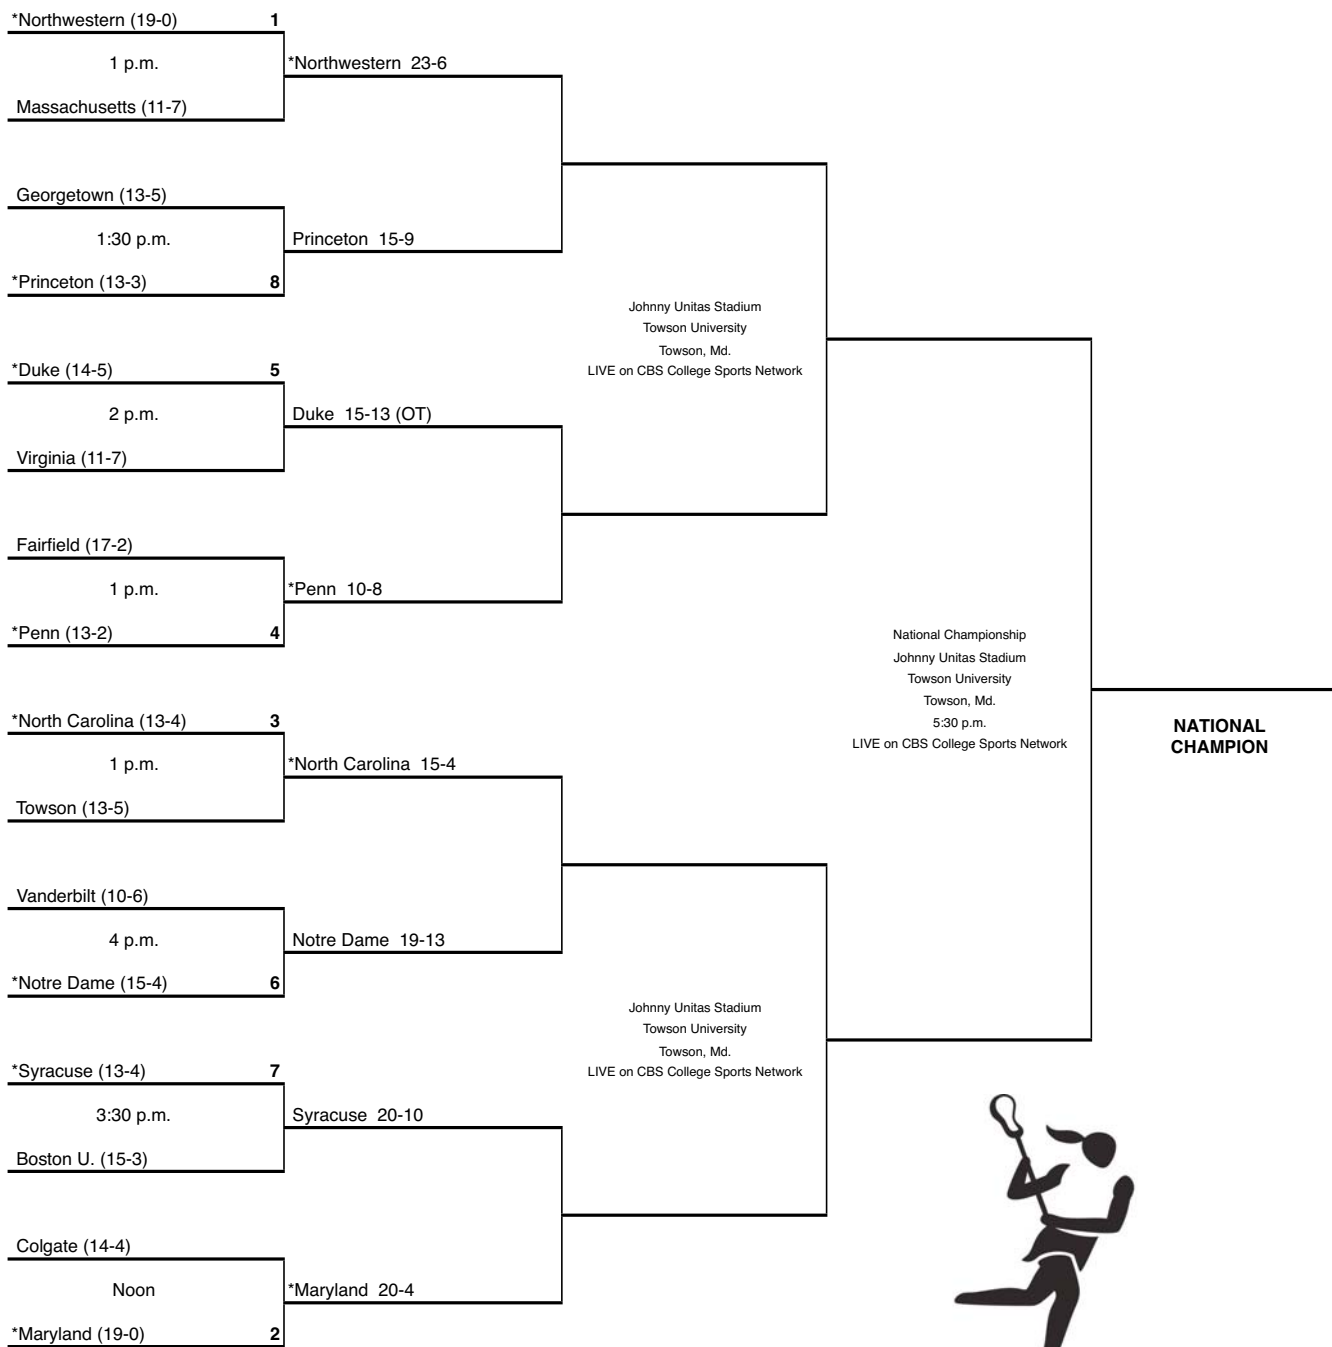 *Northwestern (19-0) 1
1 p.m.
Massachusetts (11-7)
*Northwestern 23-6
Georgetown (13-5)
1:30 p.m.
*Princeton (13-3) 8
Princeton 15-9
*Duke (14-5) 5
2 p.m.
Virginia (11-7)
Duke 15-13 (OT)
Fairfield (17-2)
1 p.m.
*Penn (13-2) 4
*Penn 10-8
*North Carolina (13-4) 3
1 p.m.
Towson (13-5)
*North Carolina 15-4
Vanderbilt (10-6)
4 p.m.
*Notre Dame (15-4) 6
Notre Dame 19-13
*Syracuse (13-4) 7
3:30 p.m.
Boston U. (15-3)
Syracuse 20-10
Colgate (14-4)
Noon
*Maryland (19-0) 2
*Maryland 20-4
Johnny Unitas Stadium
Towson University
Towson, Md.
LIVE on CBS College Sports Network
Johnny Unitas Stadium
Towson University
Towson, Md.
LIVE on CBS College Sports Network
National Championship
Johnny Unitas Stadium
Towson University
Towson, Md.
5:30 p.m.
LIVE on CBS College Sports Network
NATIONAL
CHAMPION